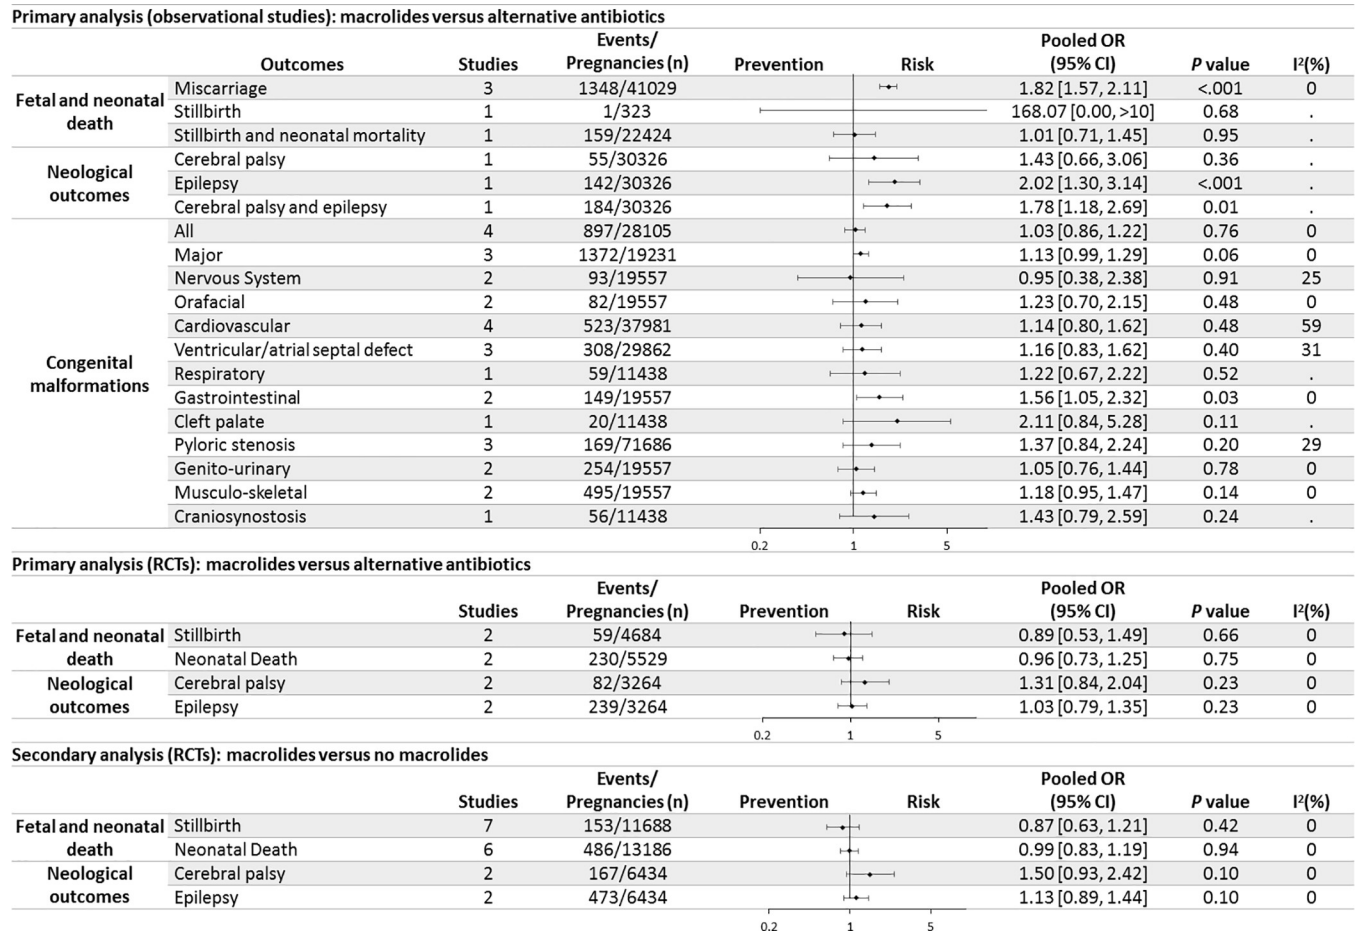 Primary analysis (observational studies): macrolides versus alternative antibiotics
Outcomes Studies Events/ Pregnancies (n) Prevention Risk Pooled OR (95% CI) P value I²(%)
Fetal and neonatal death
Miscarriage 3 1348/41029 1.82 [1.57, 2.11] <.001 0
Stillbirth 1 1/323 168.07 [0.00, >10] 0.68 .
Stillbirth and neonatal mortality 1 159/22424 1.01 [0.71, 1.45] 0.95 .
Neological outcomes
Cerebral palsy 1 55/30326 1.43 [0.66, 3.06] 0.36 .
Epilepsy 1 142/30326 2.02 [1.30, 3.14] <.001 .
Cerebral palsy and epilepsy 1 184/30326 1.78 [1.18, 2.69] 0.01 .
Congenital malformations
All 4 897/28105 1.03 [0.86, 1.22] 0.76 0
Major 3 1372/19231 1.13 [0.99, 1.29] 0.06 0
Nervous System 2 93/19557 0.95 [0.38, 2.38] 0.91 25
Orafacial 2 82/19557 1.23 [0.70, 2.15] 0.48 0
Cardiovascular 4 523/37981 1.14 [0.80, 1.62] 0.48 59
Ventricular/atrial septal defect 3 308/29862 1.16 [0.83, 1.62] 0.40 31
Respiratory 1 59/11438 1.22 [0.67, 2.22] 0.52 .
Gastrointestinal 2 149/19557 1.56 [1.05, 2.32] 0.03 0
Cleft palate 1 20/11438 2.11 [0.84, 5.28] 0.11 .
Pyloric stenosis 3 169/71686 1.37 [0.84, 2.24] 0.20 29
Genito-urinary 2 254/19557 1.05 [0.76, 1.44] 0.78 0
Musculo-skeletal 2 495/19557 1.18 [0.95, 1.47] 0.14 0
Craniosynostosis 1 56/11438 1.43 [0.79, 2.59] 0.24 .
0.2 1 5
Primary analysis (RCTs): macrolides versus alternative antibiotics
Studies Events/ Pregnancies (n) Prevention Risk Pooled OR (95% CI) P value I²(%)
Fetal and neonatal death
Stillbirth 2 59/4684 0.89 [0.53, 1.49] 0.66 0
Neonatal Death 2 230/5529 0.96 [0.73, 1.25] 0.75 0
Neological outcomes
Cerebral palsy 2 82/3264 1.31 [0.84, 2.04] 0.23 0
Epilepsy 2 239/3264 1.03 [0.79, 1.35] 0.23 0
0.2 1 5
Secondary analysis (RCTs): macrolides versus no macrolides
Studies Events/ Pregnancies (n) Prevention Risk Pooled OR (95% CI) P value I²(%)
Fetal and neonatal death
Stillbirth 7 153/11688 0.87 [0.63, 1.21] 0.42 0
Neonatal Death 6 486/13186 0.99 [0.83, 1.19] 0.94 0
Neological outcomes
Cerebral palsy 2 167/6434 1.50 [0.93, 2.42] 0.10 0
Epilepsy 2 473/6434 1.13 [0.89, 1.44] 0.10 0
0.2 1 5